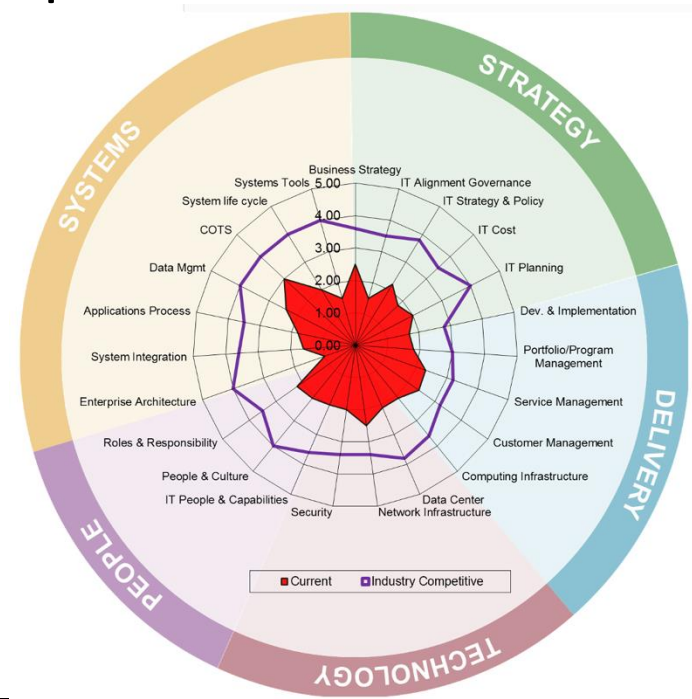 STRATEGY
SYSTEMS
DELIVERY
PEOPLE
TECHNOLOGY
Business Strategy
IT Alignment Governance
IT Strategy & Policy
IT Cost
IT Planning
Dev. & Implementation
Portfolio/Program
Management
Service Management
Customer Management
Computing Infrastructure
Data Center
Network Infrastructure
Security
IT People & Capabilities
People & Culture
Roles & Responsibility
Enterprise Architecture
System Integration
Applications Process
Data Mgmt
COTS
System life cycle
Systems Tools
5.00
4.00
3.00
2.00
1.00
0.00
Current
Industry Competitive